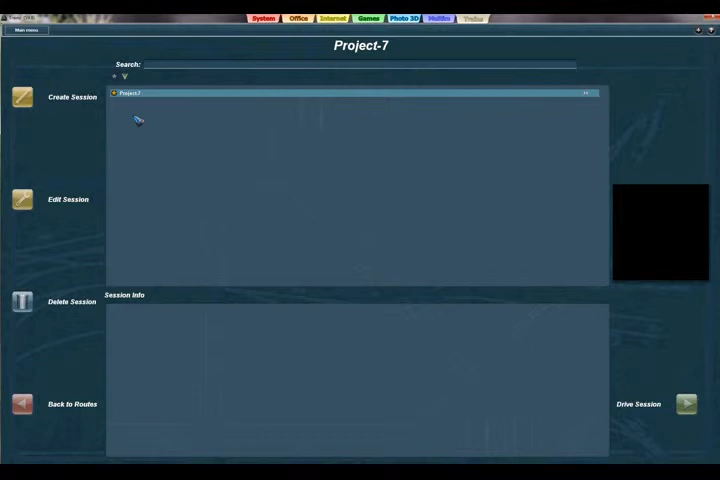 System Office Internet Games Photo 3D Multim Trains
Main menu
Project-7
Search:
Create Session
Project-7
Edit Session
Delete Session
Session Info
Back to Routes
Drive Session